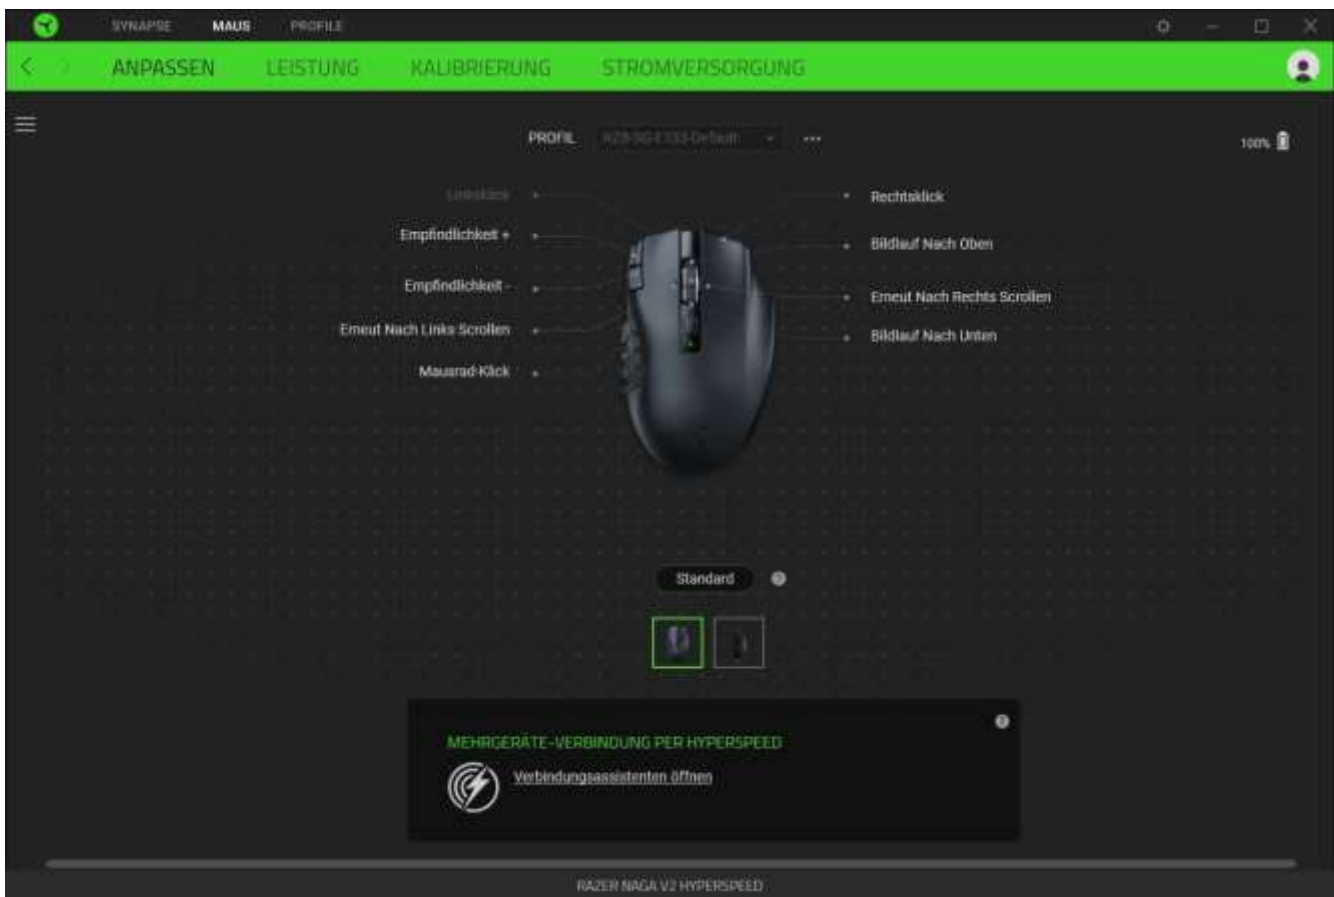 SYNAPSE MAUS PROFILE
ANPASSEN LEISTUNG KALIBRIERUNG STROMVERSORGUNG
PROFIL
100%
Linksklick
Rechtsklick
Empfindlichkeit +
Bildlauf Nach Oben
Empfindlichkeit -
Erneut Nach Rechts Scrollen
Erneut Nach Links Scrollen
Bildlauf Nach Unten
Mausrad-Klick
Standard
MEHRGERÄTE-VERBINDUNG PER HYPERSPEED
Verbindungsassistenten öffnen
RAZER NAGA V2 HYPERSPEED